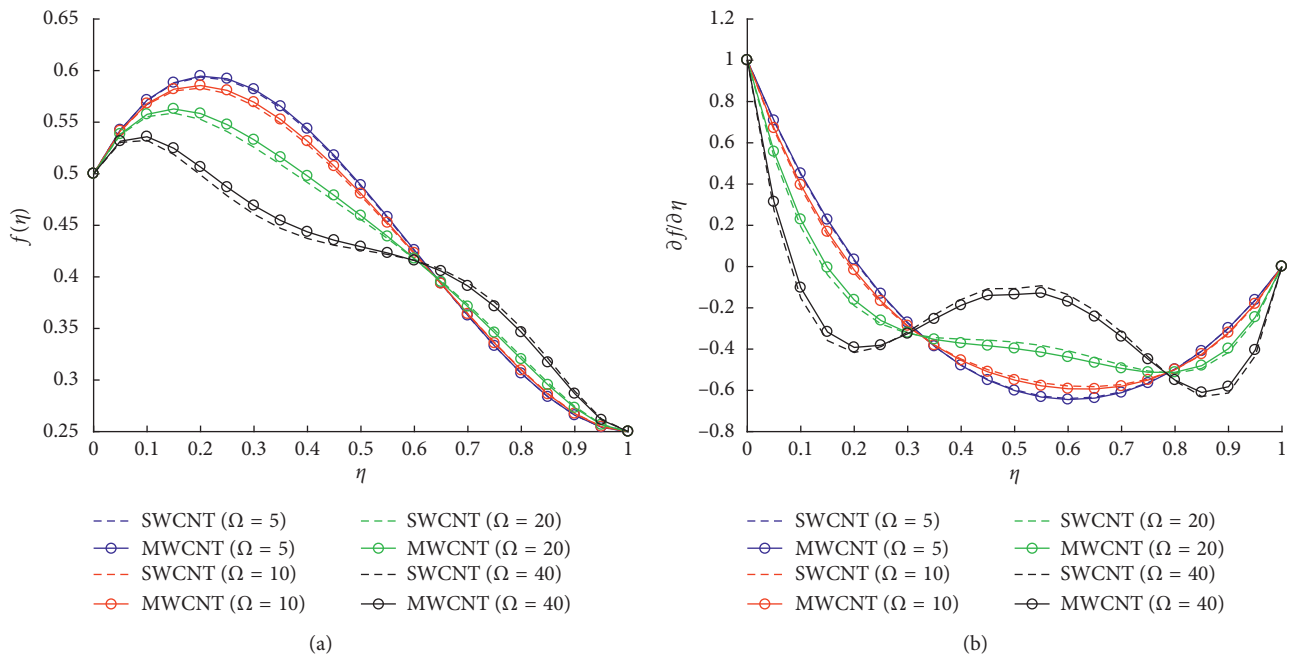 0.65
0.6
0.55
0.5
0.45
0.4
0.35
0.3
0.25
f (η)
0 0.1 0.2 0.3 0.4 0.5 0.6 0.7 0.8 0.9 1
η
SWCNT (Ω = 5)
MWCNT (Ω = 5)
SWCNT (Ω = 10)
MWCNT (Ω = 10)
SWCNT (Ω = 20)
MWCNT (Ω = 20)
SWCNT (Ω = 40)
MWCNT (Ω = 40)
(a)
1.2
1
0.8
0.6
0.4
0.2
0
−0.2
−0.4
−0.6
−0.8
∂f/∂η
0 0.1 0.2 0.3 0.4 0.5 0.6 0.7 0.8 0.9 1
η
SWCNT (Ω = 5)
MWCNT (Ω = 5)
SWCNT (Ω = 10)
MWCNT (Ω = 10)
SWCNT (Ω = 20)
MWCNT (Ω = 20)
SWCNT (Ω = 40)
MWCNT (Ω = 40)
(b)